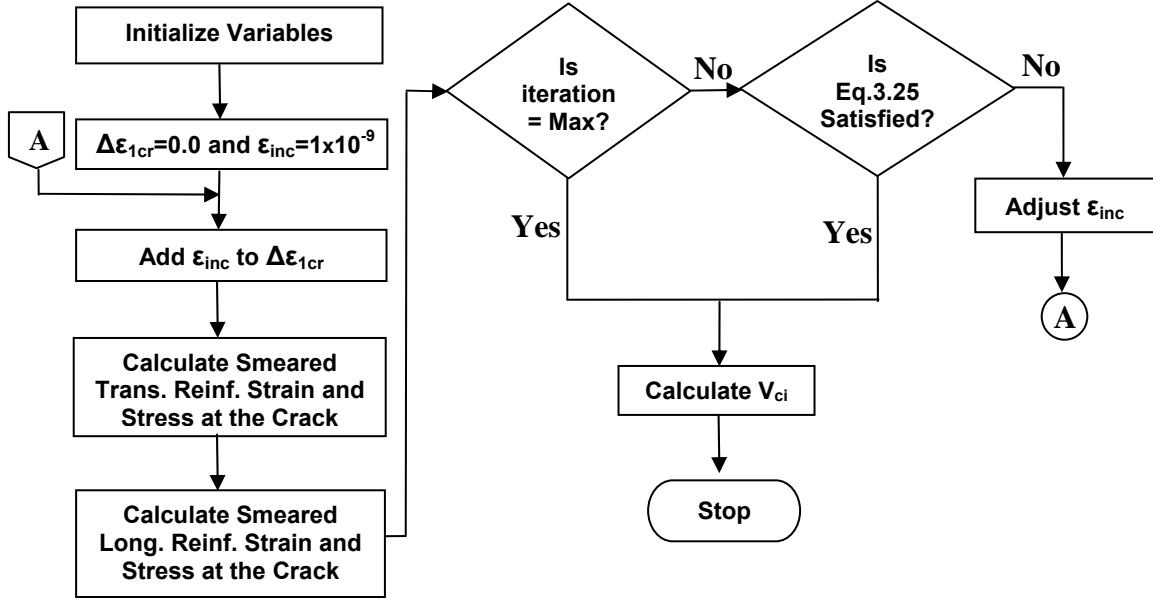 Initialize Variables
A
Δε1cr=0.0 and εinc=1x10-9
Add εinc to Δε1cr
Calculate Smeared
Trans. Reinf. Strain and
Stress at the Crack
Calculate Smeared
Long. Reinf. Strain and
Stress at the Crack
Is
iteration
= Max?
No
Yes
Is
Eq.3.25
Satisfied?
No
Yes
Adjust εinc
A
Calculate Vci
Stop